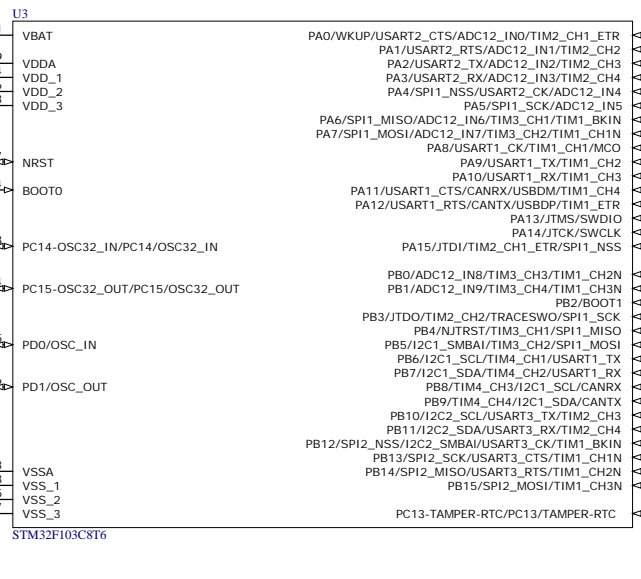 U3
VBAT
VDDA
VDD_1
VDD_2
VDD_3
NRST
BOOT0
PC14-OSC32_IN/PC14/OSC32_IN
PC15-OSC32_OUT/PC15/OSC32_OUT
PD0/OSC_IN
PD1/OSC_OUT
VSSA
VSS_1
VSS_2
VSS_3
PA0/WKUP/USART2_CTS/ADC12_IN0/TIM2_CH1_ETR
PA1/USART2_RTS/ADC12_IN1/TIM2_CH2
PA2/USART2_TX/ADC12_IN2/TIM2_CH3
PA3/USART2_RX/ADC12_IN3/TIM2_CH4
PA4/SPI1_NSS/USART2_CK/ADC12_IN4
PA5/SPI1_SCK/ADC12_IN5
PA6/SPI1_MISO/ADC12_IN6/TIM3_CH1/TIM1_BKIN
PA7/SPI1_MOSI/ADC12_IN7/TIM3_CH2/TIM1_CH1N
PA8/USART1_CK/TIM1_CH1/MCO
PA9/USART1_TX/TIM1_CH2
PA10/USART1_RX/TIM1_CH3
PA11/USART1_CTS/CANRX/USBDM/TIM1_CH4
PA12/USART1_RTS/CANTX/USBDP/TIM1_ETR
PA13/JTMS/SWDIO
PA14/JTCK/SWCLK
PA15/JTDI/TIM2_CH1_ETR/SPI1_NSS
PB0/ADC12_IN8/TIM3_CH3/TIM1_CH2N
PB1/ADC12_IN9/TIM3_CH4/TIM1_CH3N
PB2/BOOT1
PB3/JTDO/TIM2_CH2/TRACESWO/SPI1_SCK
PB4/NJTRST/TIM3_CH1/SPI1_MISO
PB5/I2C1_SMBAI/TIM3_CH2/SPI1_MOSI
PB6/I2C1_SCL/TIM4_CH1/USART1_TX
PB7/I2C1_SDA/TIM4_CH2/USART1_RX
PB8/TIM4_CH3/I2C1_SCL/CANRX
PB9/TIM4_CH4/I2C1_SDA/CANTX
PB10/I2C2_SCL/USART3_TX/TIM2_CH3
PB11/I2C2_SDA/USART3_RX/TIM2_CH4
PB12/SPI2_NSS/I2C2_SMBAI/USART3_CK/TIM1_BKIN
PB13/SPI2_SCK/USART3_CTS/TIM1_CH1N
PB14/SPI2_MISO/USART3_RTS/TIM1_CH2N
PB15/SPI2_MOSI/TIM1_CH3N
PC13-TAMPER-RTC/PC13/TAMPER-RTC
STM32F103C8T6